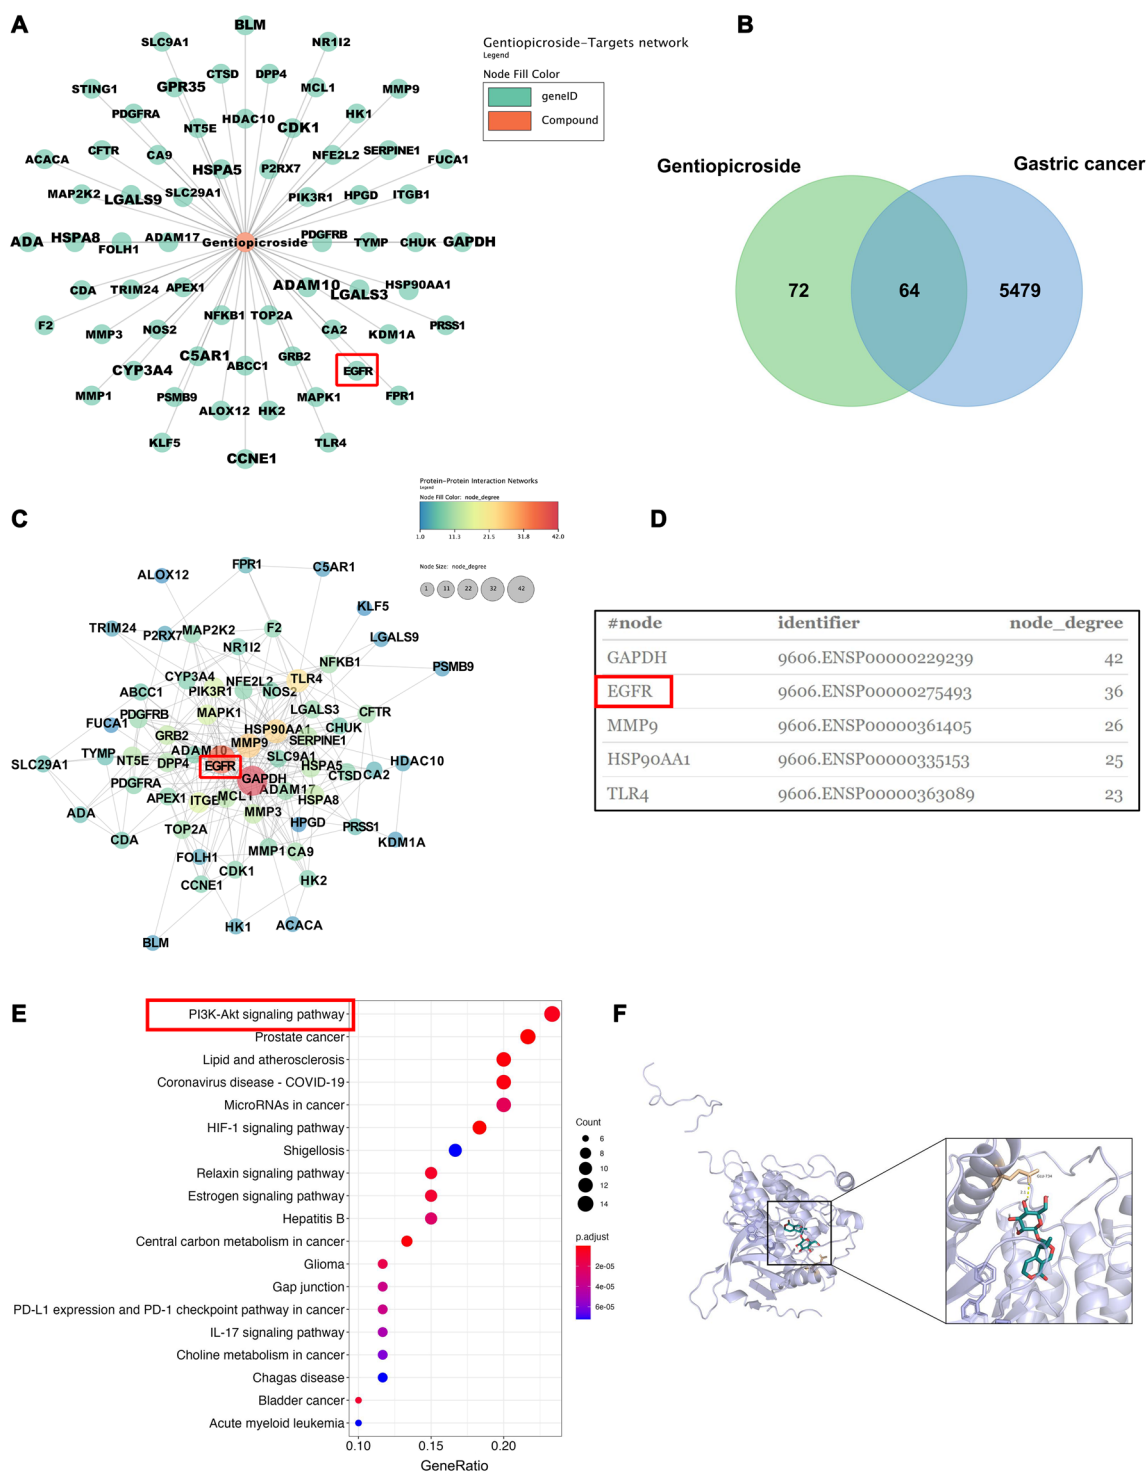 A
BLM
SLC9A1
NR1I2
CTSD
DPP4
STING1
GPR35
MCL1
MMP9
PDGFRA
HDAC10
HK1
NT5E
CDK1
CFTR
CA9
NFE2L2
SERPINE1
ACACA
HSPA5
P2RX7
FUCA1
MAP2K2
LGALS9
SLC29A1
PIK3R1
HPGD
ITGB1
ADA
HSPA8
FOLH1
ADAM17
Gentiopicroside
PDGFRB
TYMP
CHUK
GAPDH
CDA
TRIM24
APEX1
ADAM10
LGALS3
HSP90AA1
F2
MMP3
NOS2
NFKB1
TOP2A
CA2
KDM1A
PRSS1
CYP3A4
C5AR1
ABCC1
GRB2
EGFR
MMP1
PSMB9
ALOX12
HK2
MAPK1
FPR1
KLF5
CCNE1
TLR4
Gentiopicroside-Targets network
Legend
Node Fill Color
geneID
Compound
B
Gentiopicroside
Gastric cancer
72
64
5479
C
Protein-Protein Interaction Networks
Legend
Node Fill Color: node_degree
1.0 11.3 21.5 31.8 42.0
Node Size: node_degree
1 11 22 32 42
ALOX12
FPR1
C5AR1
TRIM24
P2RX7
MAP2K2
F2
KLF5
NR1I2
LGALS9
CYP3A4
NFE2L2
TLR4
NFKB1
PSMB9
ABCC1
PIK3R1
NOS2
PDGFRB
MAPK1
LGALS3
CFTR
FUCA1
GRB2
HSP90AA1
CHUK
TYMP
ADAM10
MMP9
SERPINE1
SLC29A1
NT5E
DPP4
EGFR
SLC9A1
HSPA5
HDAC10
PDGFRA
GAPDH
CTSD
CA2
APEX1
ITGB
MCL1
ADAM17
HSPA8
ADA
MMP3
HPGD
PRSS1
CDA
TOP2A
KDM1A
FOLH1
MMP1
CA9
CCNE1
CDK1
HK2
HK1
ACACA
BLM
D
#node identifier node_degree
GAPDH 9606.ENSP00000229239 42
EGFR 9606.ENSP00000275493 36
MMP9 9606.ENSP00000361405 26
HSP90AA1 9606.ENSP00000335153 25
TLR4 9606.ENSP00000363089 23
E
PI3K-Akt signaling pathway
Prostate cancer
Lipid and atherosclerosis
Coronavirus disease - COVID-19
MicroRNAs in cancer
HIF-1 signaling pathway
Shigellosis
Relaxin signaling pathway
Estrogen signaling pathway
Hepatitis B
Central carbon metabolism in cancer
Glioma
Gap junction
PD-L1 expression and PD-1 checkpoint pathway in cancer
IL-17 signaling pathway
Choline metabolism in cancer
Chagas disease
Bladder cancer
Acute myeloid leukemia
0.10 0.15 0.20
GeneRatio
Count
6
8
10
12
14
p.adjust
2e-05
4e-05
6e-05
F